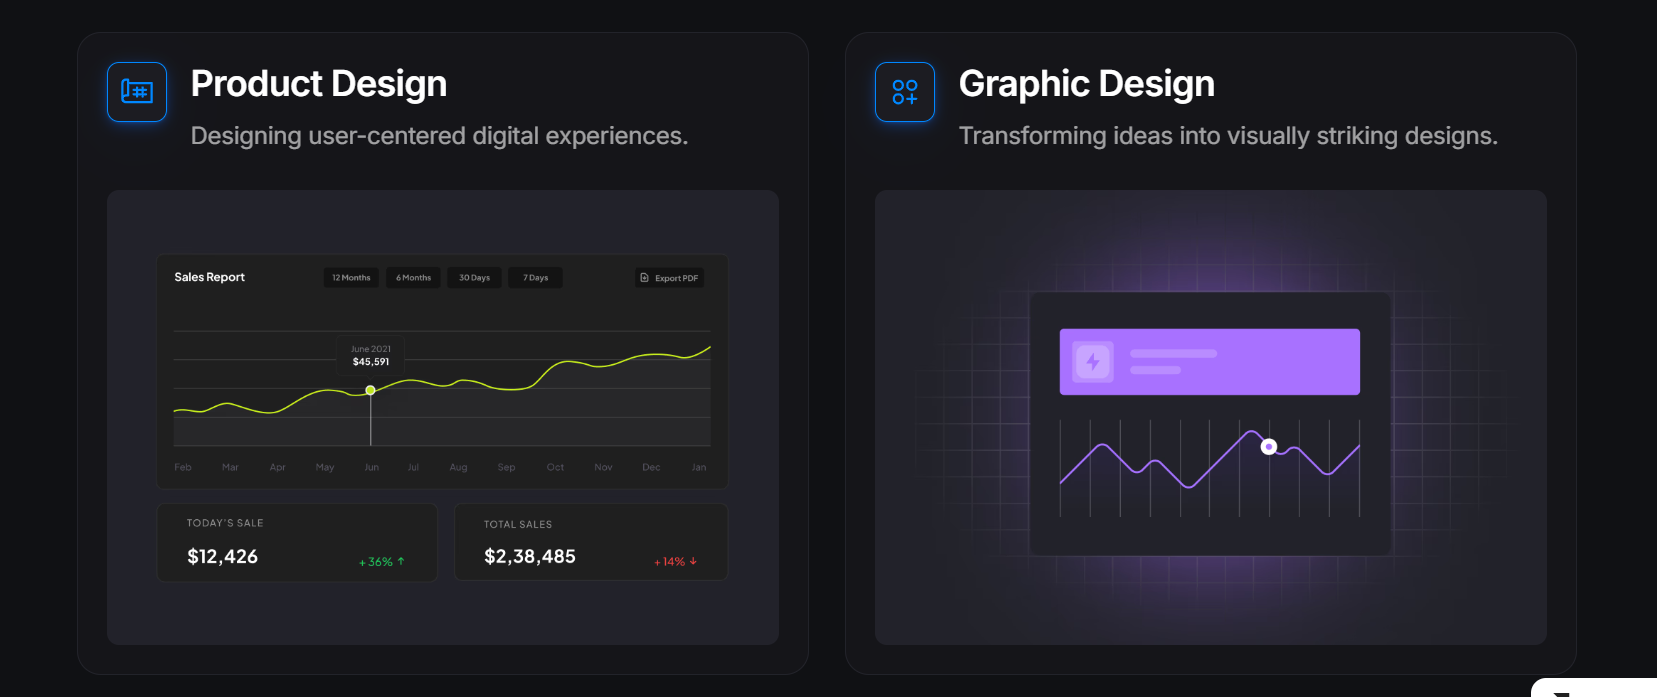 Product Design
Designing user-centered digital experiences.
Sales Report
12 Months
6 Months
30 Days
7 Days
Export PDF
June 2021
$45,591
Feb Mar Apr May Jun Jul Aug Sep Oct Nov Dec Jan
TODAY'S SALE
$12,426
+36% ↑
TOTAL SALES
$2,38,485
+14% ↓
Graphic Design
Transforming ideas into visually striking designs.